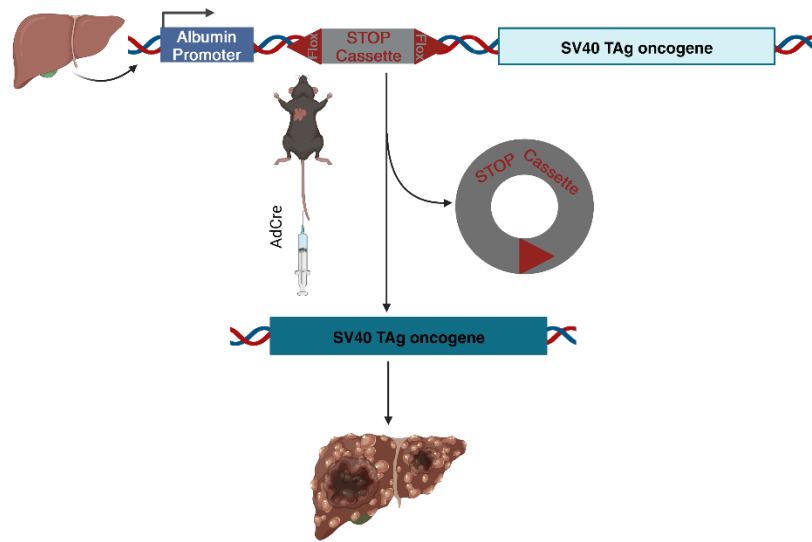 Albumin
Promoter
Flox
STOP
Cassette
Flox
SV40 TAg oncogene
STOP Cassette
AdCre
SV40 TAg oncogene